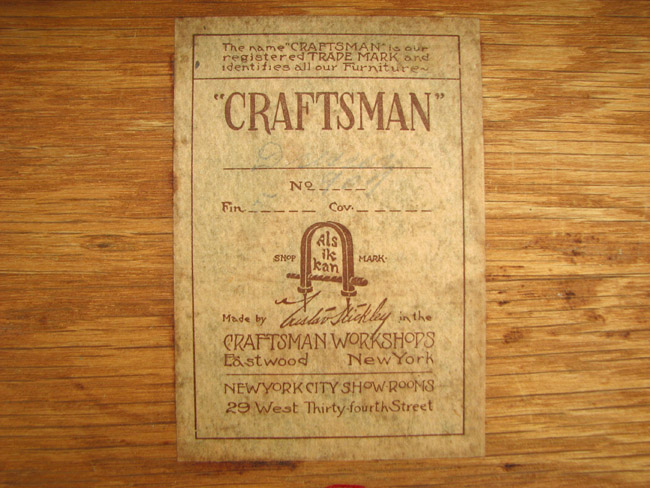 The name "CRAFTSMAN" is our
registered TRADE MARK and
identifies all our Furniture~
"CRAFTSMAN"
No
Fin. Cov.
Als
ik
kan
SHOP MARK.
Made by Gustav Stickley in the
CRAFTSMAN WORKSHOPS
Eastwood New York
NEW YORK CITY SHOW ROOMS
29 West Thirty-fourth Street